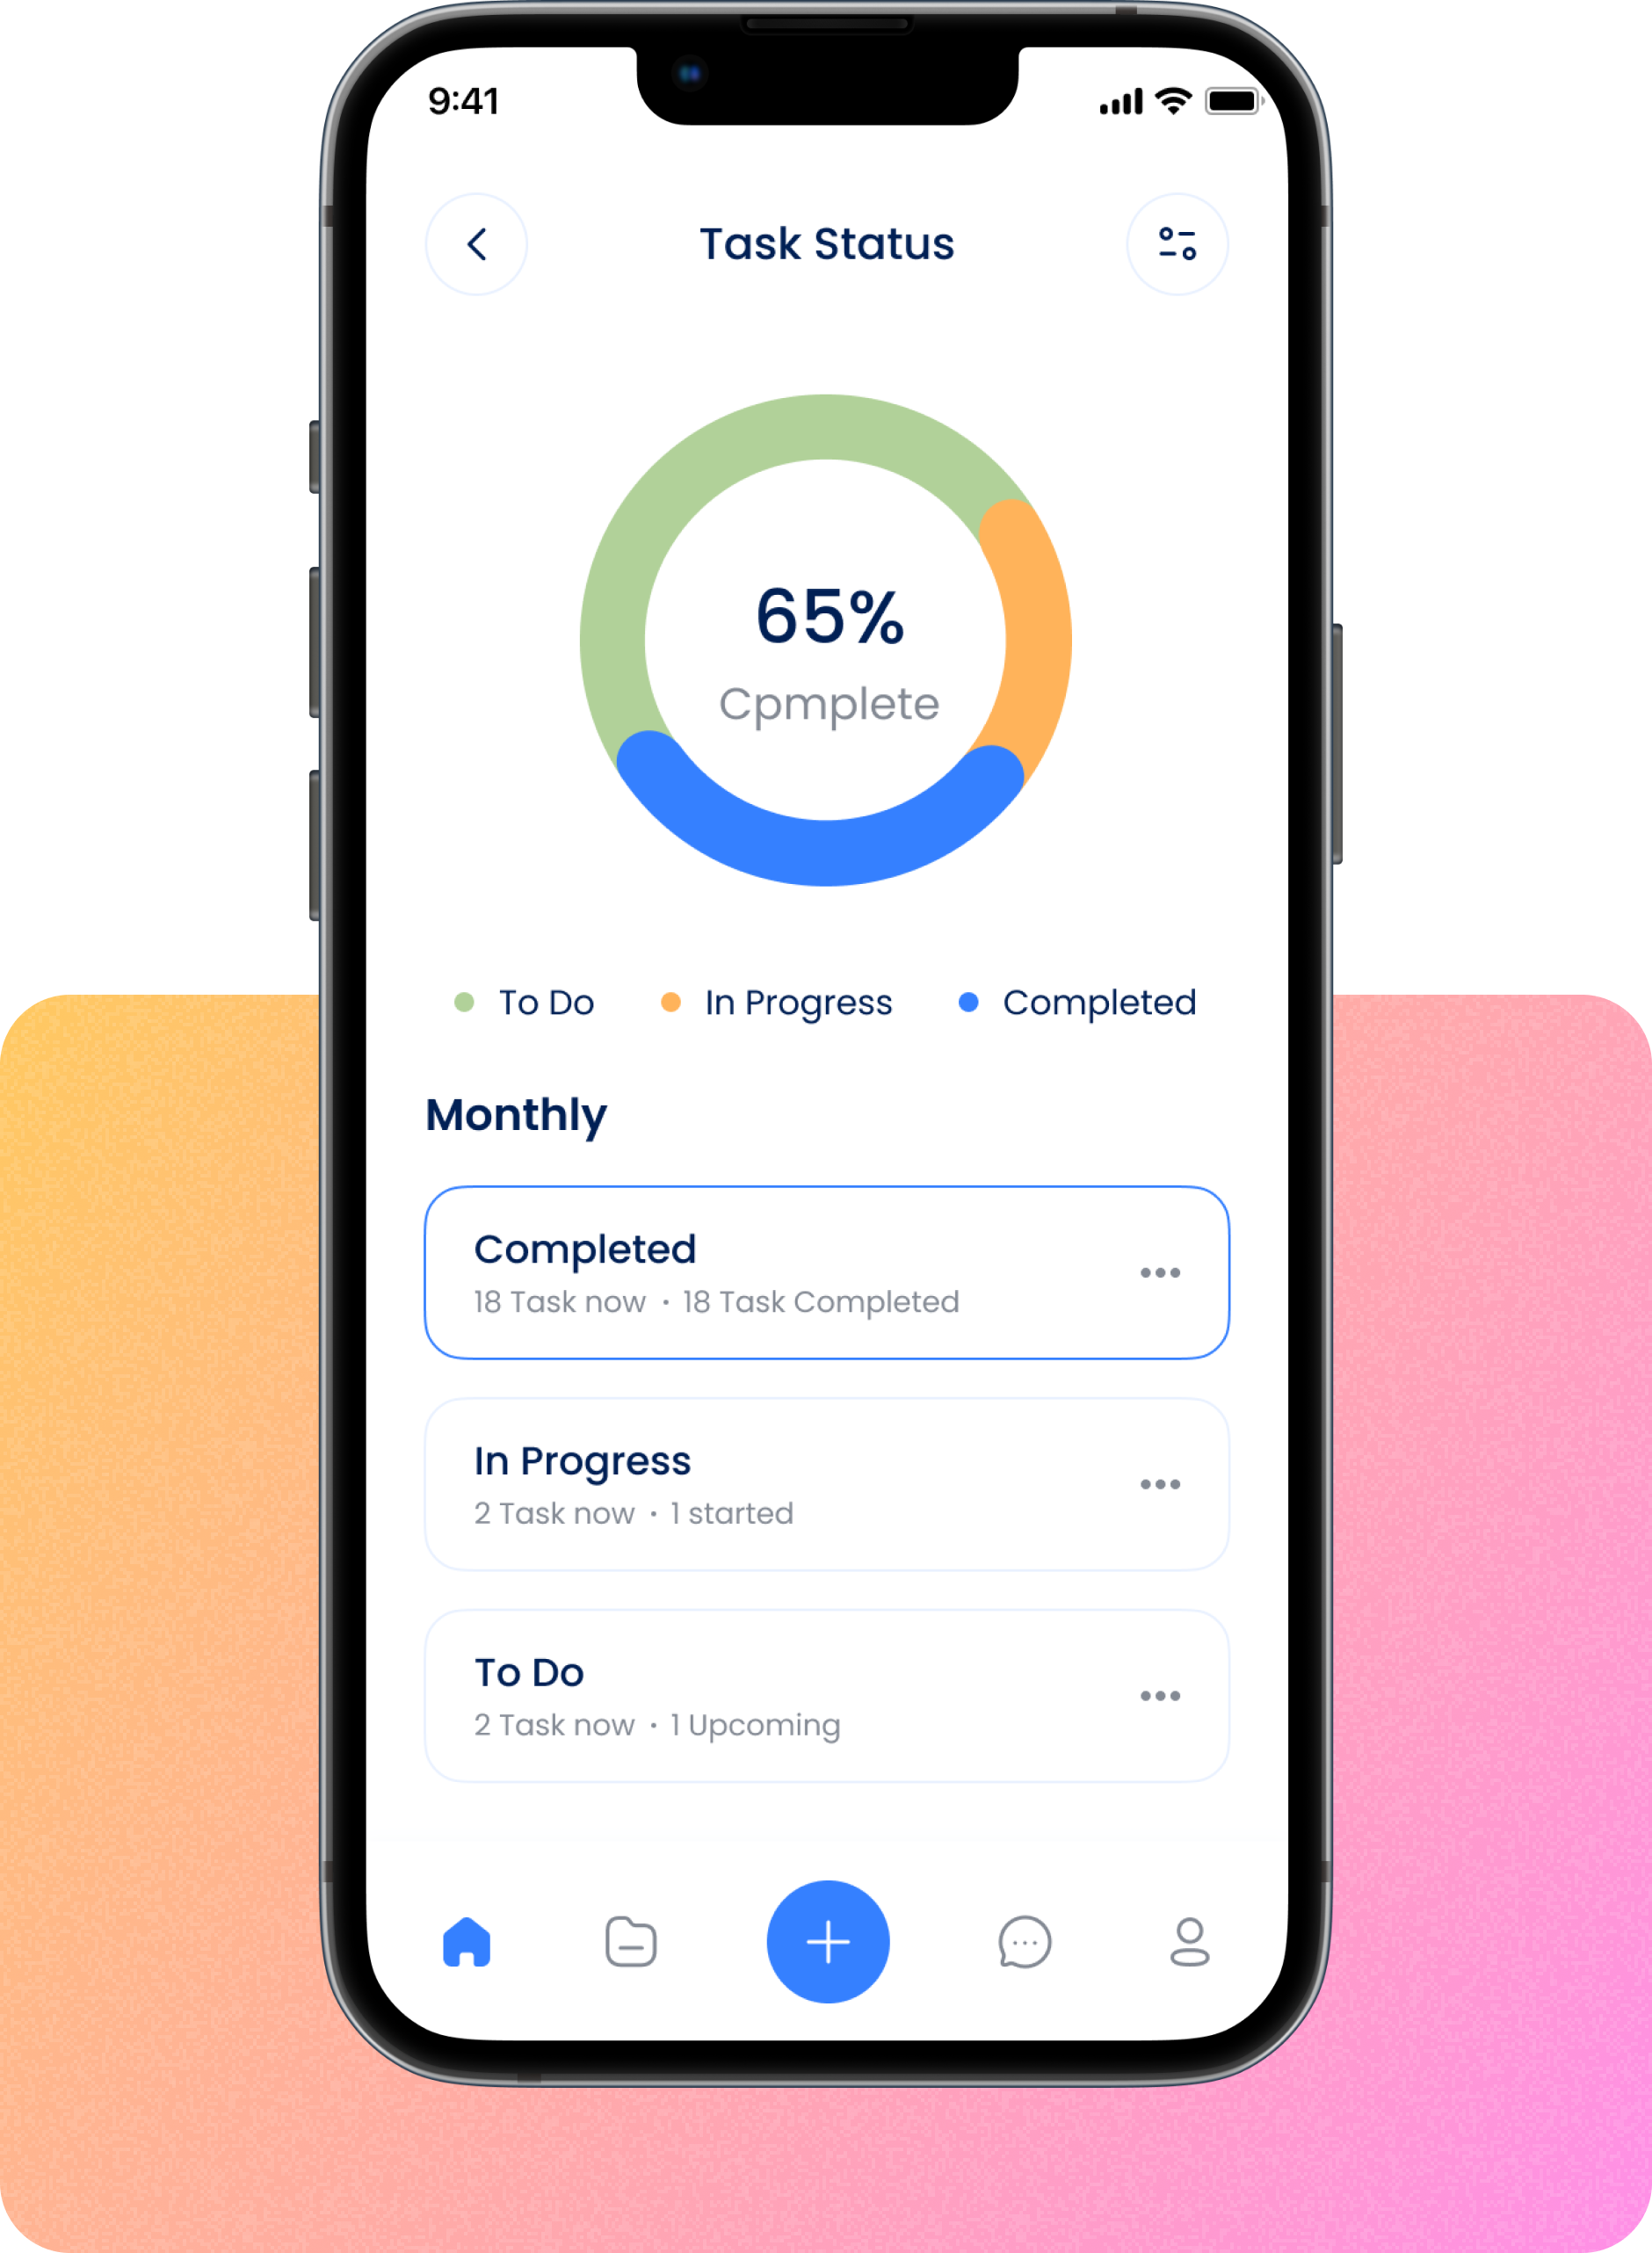 9:41
Task Status
65%
Cpmplete
To Do
In Progress
Completed
Monthly
Completed
18 Task now • 18 Task Completed
In Progress
2 Task now • 1 started
To Do
2 Task now • 1 Upcoming